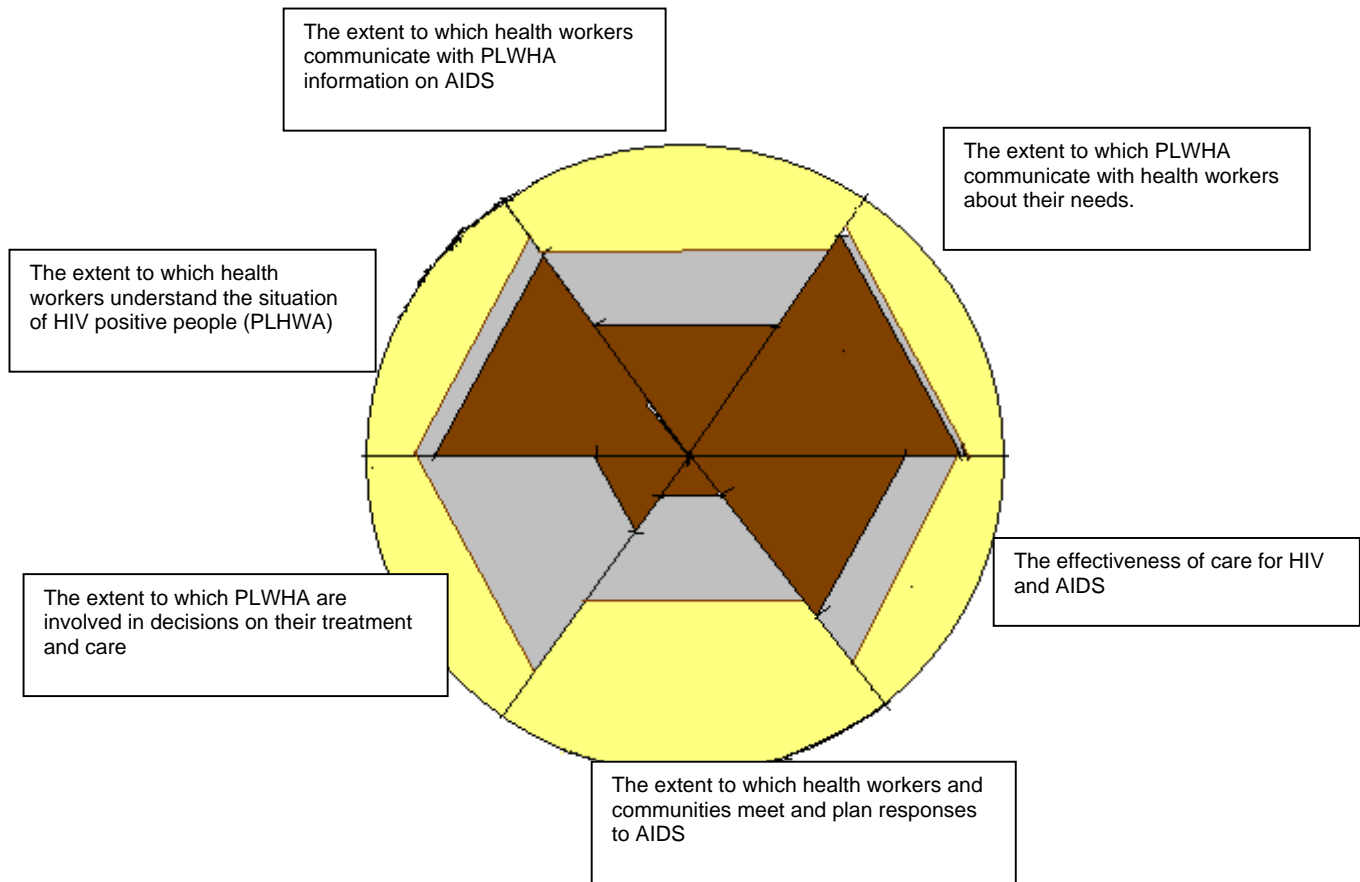 The extent to which health workers
communicate with PLWHA
information on AIDS
The extent to which PLWHA
communicate with health workers
about their needs.
The extent to which health
workers understand the situation
of HIV positive people (PLHWA)
The effectiveness of care for HIV
and AIDS
The extent to which PLWHA are
involved in decisions on their treatment
and care
The extent to which health workers and
communities meet and plan responses
to AIDS